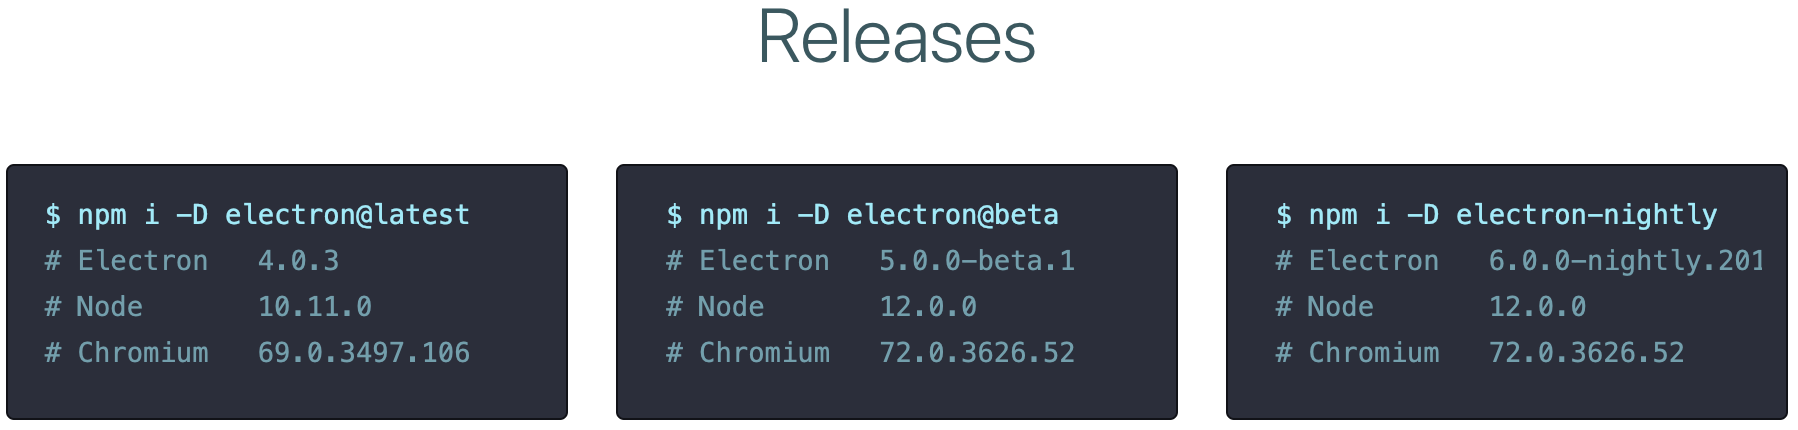 Releases
$ npm i -D electron@latest
# Electron   4.0.3
# Node       10.11.0
# Chromium   69.0.3497.106
$ npm i -D electron@beta
# Electron   5.0.0-beta.1
# Node       12.0.0
# Chromium   72.0.3626.52
$ npm i -D electron-nightly
# Electron   6.0.0-nightly.201
# Node       12.0.0
# Chromium   72.0.3626.52